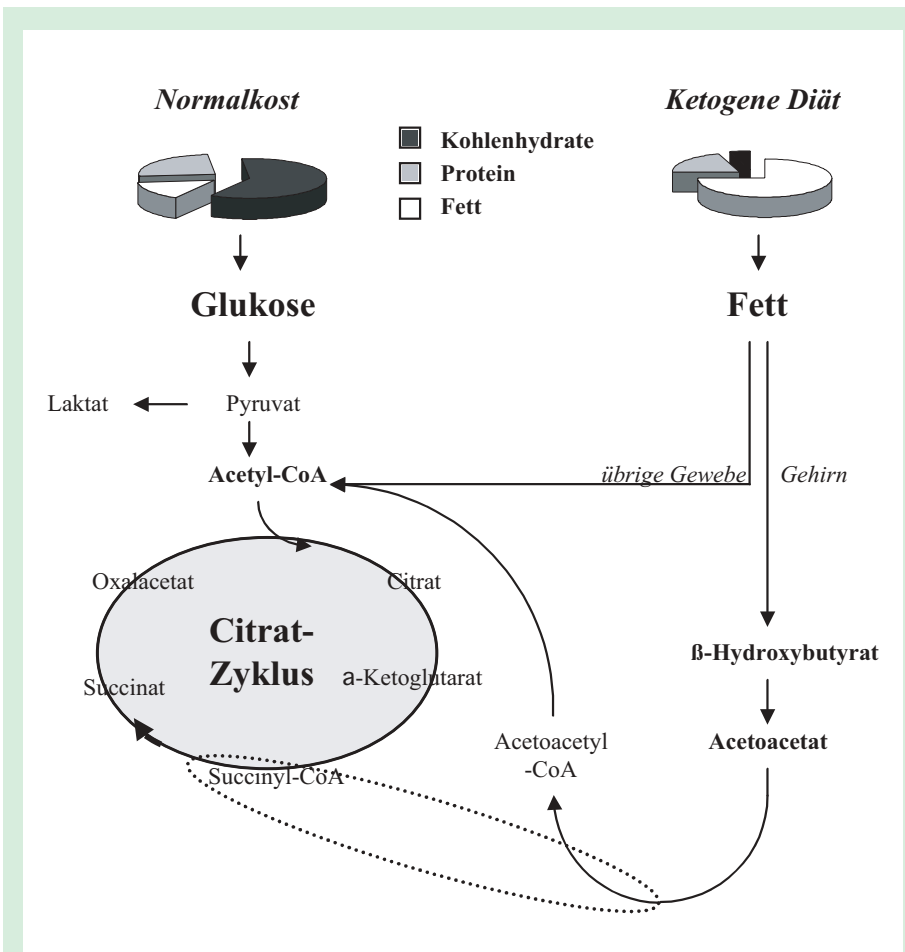 Normalkost
Ketogene Diät
Kohlenhydrate
Protein
Fett
Glukose
Fett
Laktat
Pyruvat
Acetyl-CoA
übrige Gewebe
Gehirn
Oxalacetat
Citrat
Citrat-
Zyklus
ß-Hydroxybutyrat
Succinat
a-Ketoglutarat
Acetoacetyl
-CoA
Acetoacetat
Succinyl-CoA